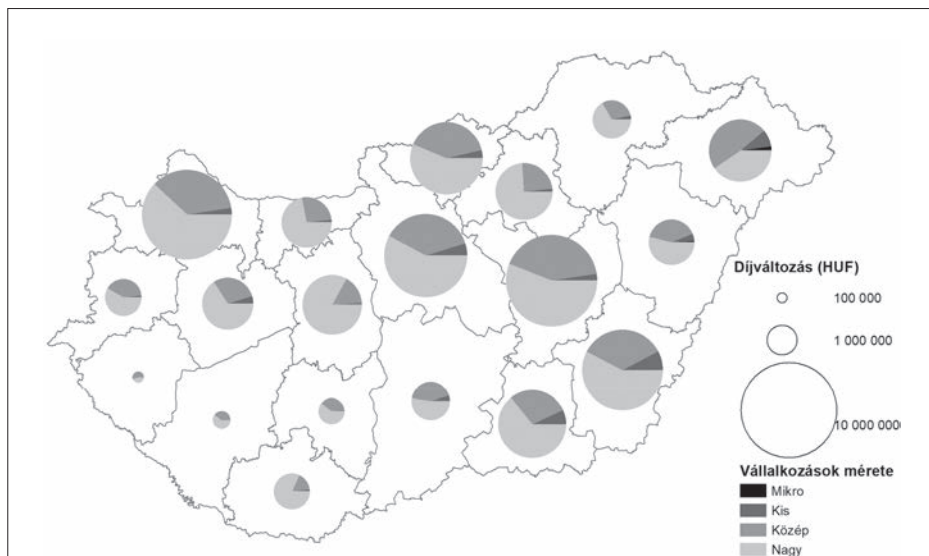 Díjváltozás (HUF)
100 000
1 000 000
10 000 000
Vállalkozások mérete
Mikro
Kis
Közép
Nagy